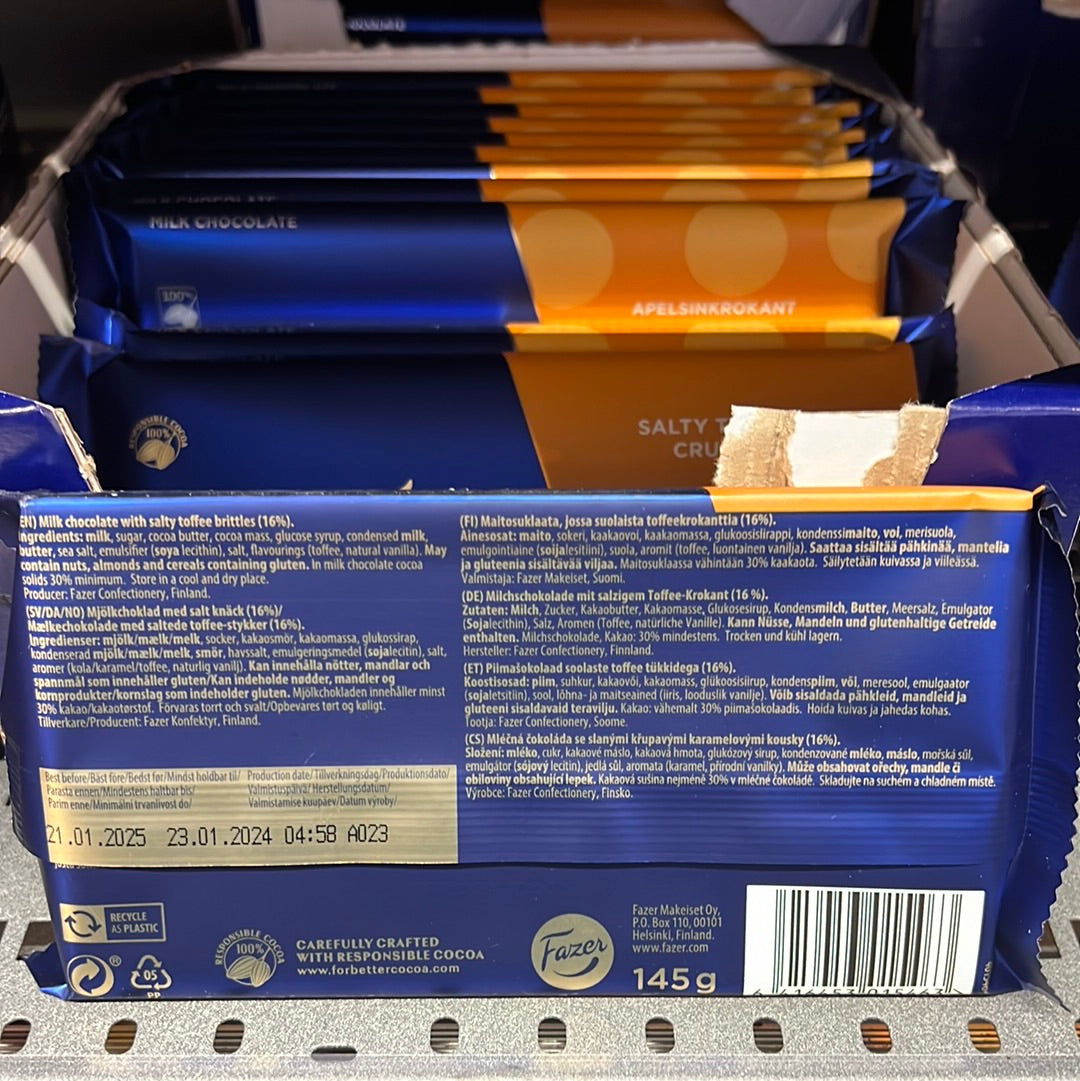 MILK CHOCOLATE
100%
APELSINKROKANT
RESPONSIBLE COCOA
100%
SALTY
CRU
EN) Milk chocolate with salty toffee brittles (16%).
ngredients: milk, sugar, cocoa butter, cocoa mass, glucose syrup, condensed milk,
butter, sea salt, emulsifier (soya lecithin), salt, flavourings (toffee, natural vanilla). May
contain nuts, almonds and cereals containing gluten. In milk chocolate cocoa
solids 30% minimum. Store in a cool and dry place.
Producer: Fazer Confectionery, Finland.
(SV/DA/NO) Mjölkchoklad med salt knäck (16%)/
Mælkechokolade med saltede toffee-stykker (16%).
Ingredienser: mjölk/mælk/melk, socker, kakaosmör, kakaomassa, glukossirap,
kondenserad mjölk/mælk/melk, smör, havssalt, emulgeringsmedel (sojalecitin), salt,
aromer (kola/karamel/toffee, naturlig vanilj). Kan innehålla nötter, mandlar och
spannmål som innehåller gluten/Kan indeholde nødder, mandler og
kornprodukter/kornslag som indeholder gluten. Mjölkchokladen innehåller minst
30% kakao/kakaotørstof. Förvaras torrt och svalt/Opbevares tørt og køligt.
Tillverkare/Producent: Fazer Konfektyr, Finland.
(FI) Maitosuklaata, jossa suolaista toffeekrokanttia (16%).
Ainesosat: maito, sokeri, kaakaovoi, kaakaomassa, glukoosisiirappi, kondenssimaito, voi, merisuola,
emulgointiaine (soijalesitiini), suola, aromit (toffee, luontainen vanilja). Saattaa sisältää pähkinää, mantelia
ja gluteenia sisältävää viljaa. Maitosuklaassa vähintään 30% kaakaota. Säilytetään kuivassa ja viileässä.
Valmistaja: Fazer Makeiset, Suomi.
(DE) Milchschokolade mit salzigem Toffee-Krokant (16 %).
Zutaten: Milch, Zucker, Kakaobutter, Kakaomasse, Glukosesirup, Kondensmilch, Butter, Meersalz, Emulgator
(Sojalecithin), Salz, Aromen (Toffee, natürliche Vanille). Kann Nüsse, Mandeln und glutenhaltige Getreide
enthalten. Milchschokolade, Kakao: 30% mindestens. Trocken und kühl lagern.
Hersteller: Fazer Confectionery, Finnland.
(ET) Piimašokolaad soolaste toffee tükkidega (16%).
Koostisosad: piim, suhkur, kakaovõi, kakaomass, glükoosisiirup, kondenspiim, või, meresool, emulgaator
(sojaletsitiin), sool, lõhna- ja maitseained (iiris, looduslik vanilje). Võib sisaldada pähkleid, mandleid ja
gluteeni sisaldavaid teravilju. Kakao: vähemalt 30% piimašokolaadis. Hoida kuivas ja jahedas kohas.
Tootja: Fazer Confectionery, Soome.
(CS) Mléčná čokoláda se slanými křupavými karamelovými kousky (16%).
Složení: mléko, cukr, kakaové máslo, kakaová hmota, glukózový sirup, kondenzované mléko, máslo, mořská sůl,
emulgátor (sójový lecitin), jedlá sůl, aromata (karamel, přírodní vanilky). Může obsahovat ořechy, mandle či
obiloviny obsahující lepek. Kakaová sušina nejméně 30% v mléčné čokoládě. Skladujte na suchém a chladném místě.
Výrobce: Fazer Confectionery, Finsko.
Best before/Bäst före/Bedst før/Mindst holdbar til/
Parasta ennen/Mindestens haltbar bis/
Parim enne/Minimální trvanlivost do/
Production date/Tillverkningsdag/Produktionsdato/
Valmistuspäivä/Herstellungsdatum/
Valmistamise kuupäev/Datum výroby/
21.01.2025 23.01.2024 04:58 A023
RECYCLE
AS PLASTIC
®
05
PP
RESPONSIBLE COCOA
100%
CAREFULLY CRAFTED
WITH RESPONSIBLE COCOA
www.forbettercocoa.com
Fazer
Fazer Makeiset Oy,
P.O. Box 110, 00101
Helsinki, Finland.
www.fazer.com
145g